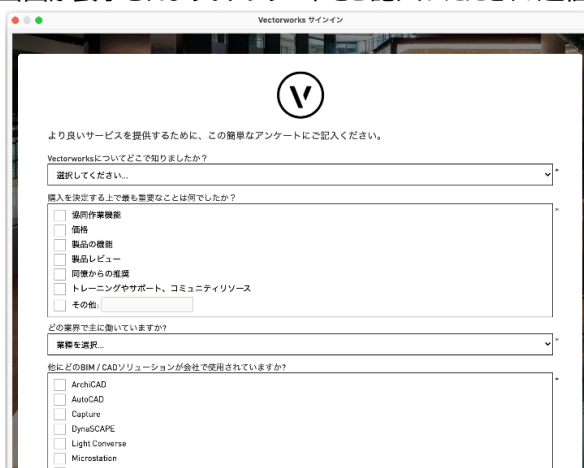 Vectorworks サインイン
より良いサービスを提供するために、この簡単なアンケートにご記入ください。
Vectorworksについてどこで知りましたか？
選択してください...
*
購入を決定する上で最も重要なことは何でしたか？
*
協同作業機能
価格
製品の機能
製品レビュー
同僚からの推奨
トレーニングやサポート、コミュニティリソース
その他:
どの業界で主に働いていますか?
業種を選択...
*
他にどのBIM / CADソリューションが会社で使用されていますか?
*
ArchiCAD
AutoCAD
Capture
DynaSCAPE
Light Converse
Microstation